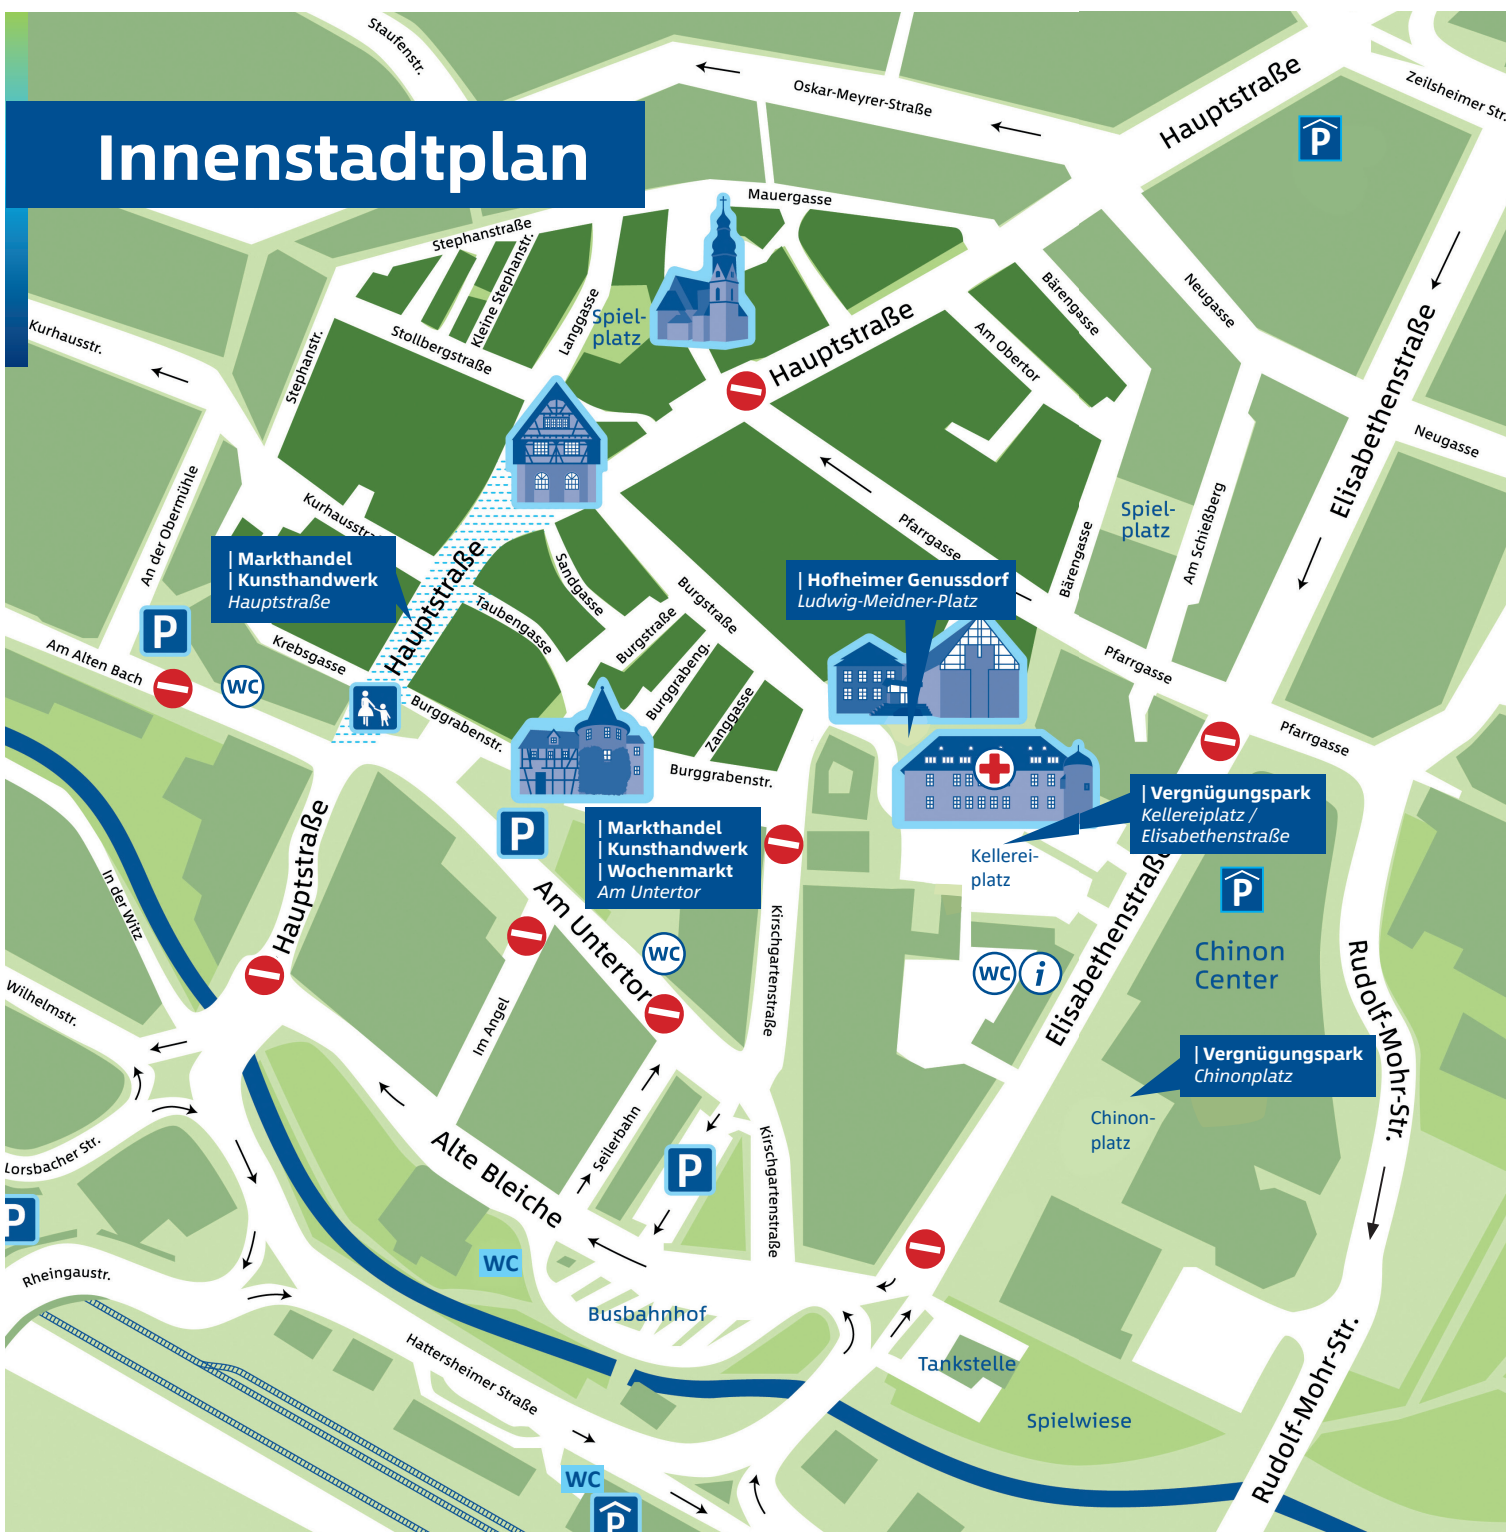 Innenstadtplan
Staufenstr.
Oskar-Meyrer-Straße
Hauptstraße
Zeilsheimer Str.
P
Mauergasse
Stephanstraße
Kleine Stephanstr.
Langgasse
Spiel-
platz
Stollbergstraße
Stephanstr.
Kurhausstr.
Hauptstraße
Bärengasse
Am Obertor
Neugasse
Elisabethenstraße
Neugasse
An der Obermühle
Kurhausstra
Pfarrgasse
Bärengasse
Spiel-
platz
Am Schießberg
| Markthandel
| Kunsthandwerk
Hauptstraße
Hauptstraße
Sandgasse
Taubengasse
Burgstraße
Burgstraße
| Hofheimer Genussdorf
Ludwig-Meidner-Platz
P
Am Alten Bach
WC
Krebsgasse
Burggrabenstr.
Burggrabeng.
Zanggasse
Burggrabenstr.
Pfarrgasse
Pfarrgasse
| Vergnügungspark
Kellereiplatz /
Elisabethenstraße
Kellerei-
platz
P
| Markthandel
| Kunsthandwerk
| Wochenmarkt
Am Untertor
Am Untertor
WC
Kirschgartenstraße
In der Witz
Hauptstraße
Wilhelmstr.
Im Angel
WC
i
Elisabethenstraße
P
Chinon
Center
Rudolf-Mohr-Str.
| Vergnügungspark
Chinonplatz
Chinon-
platz
Lorsbacher Str.
P
Alte Bleiche
Seilerbahn
P
Kirschgartenstraße
Rheingaustr.
WC
Busbahnhof
Hattersheimer Straße
Tankstelle
Spielwiese
Rudolf-Mohr-Str.
WC
P